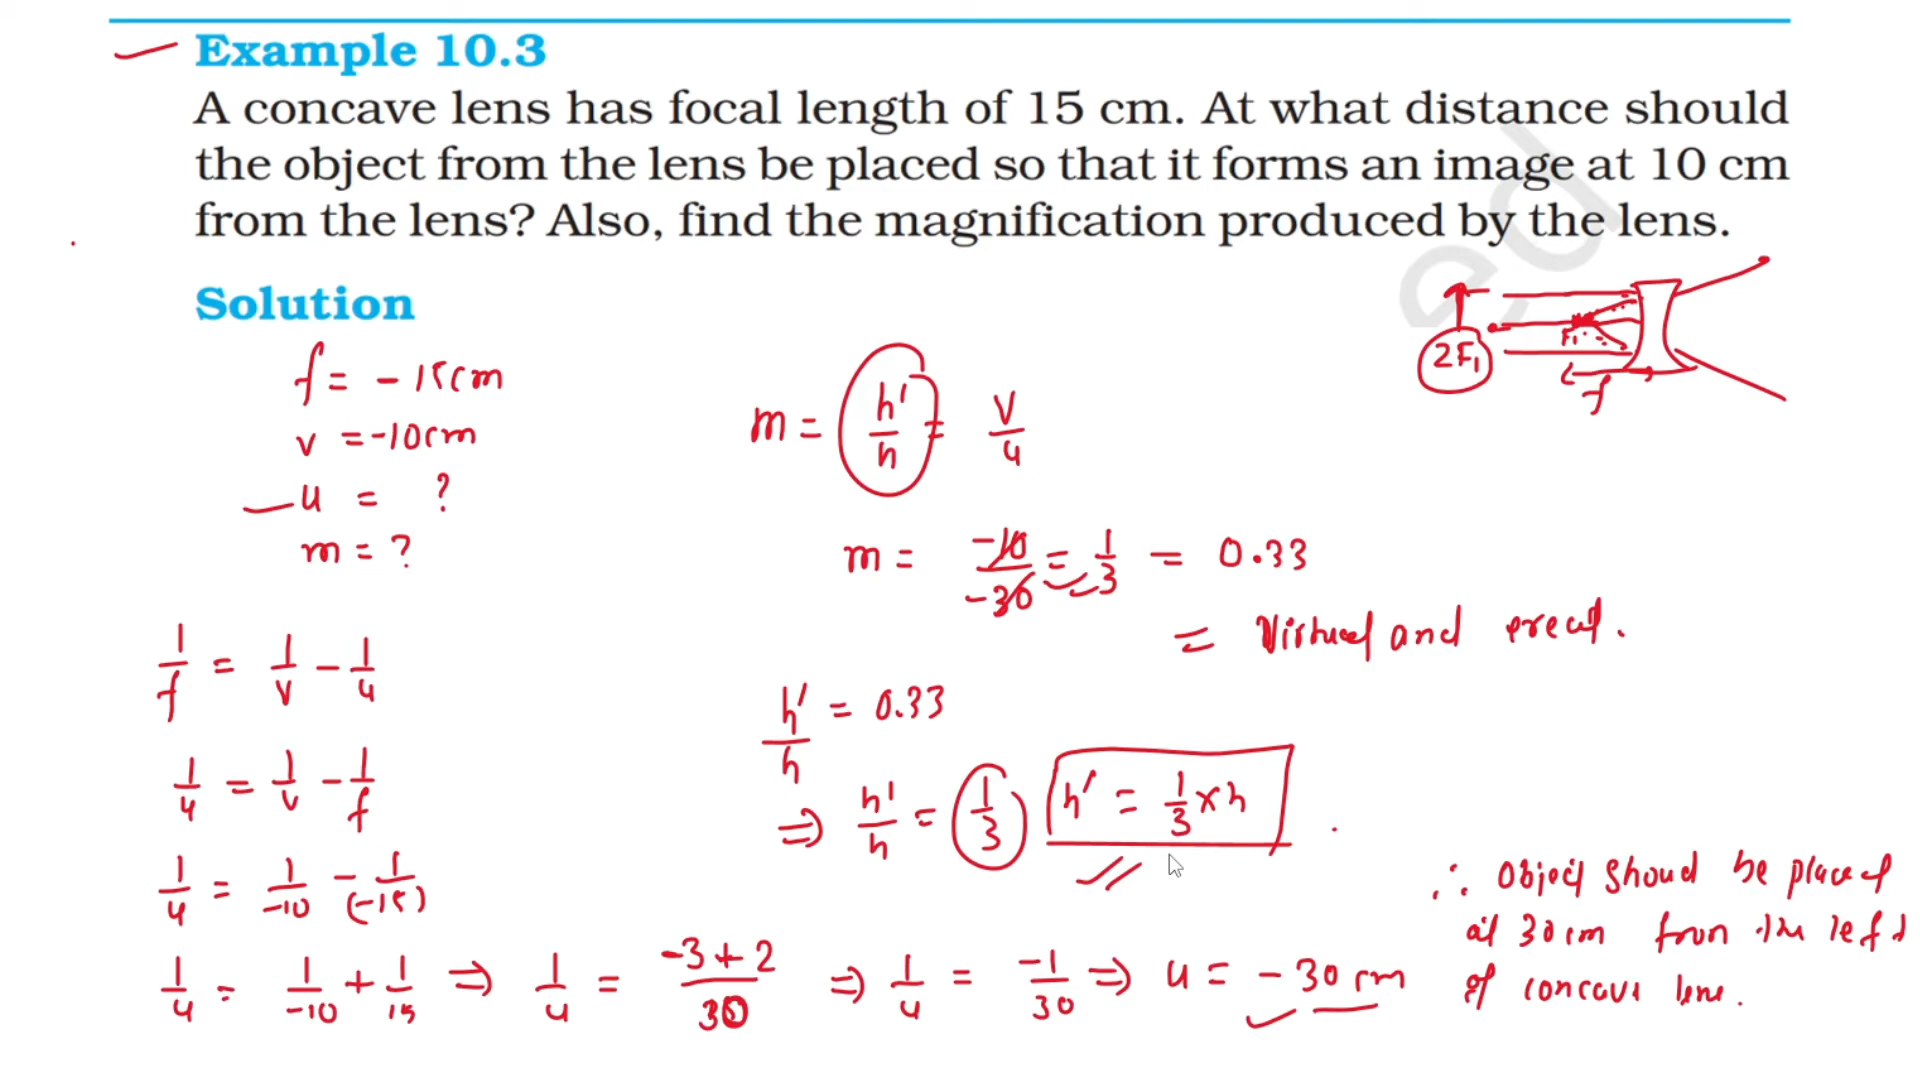 Example 10.3
A concave lens has focal length of 15 cm. At what distance should
the object from the lens be placed so that it forms an image at 10 cm
from the lens? Also, find the magnification produced by the lens.
Solution
f = - 15cm
v = -10cm
u = ?
m = ?
1/f = 1/v - 1/u
1/u = 1/v - 1/f
1/u = 1/-10 - 1/(-15)
1/u = 1/-10 + 1/15 ⇒ 1/u = -3+2/30 ⇒ 1/u = -1/30 ⇒ u = - 30 cm
m = h'/h = v/u
m = -10/-30 = 1/3 = 0.33
= Virtual and erect.
h'/h = 0.33
⇒ h'/h = 1/3 h' = 1/3 x h
2F1
F1
f
∴ Object should be placed
at 30 cm from the left
of concave lens.
ed